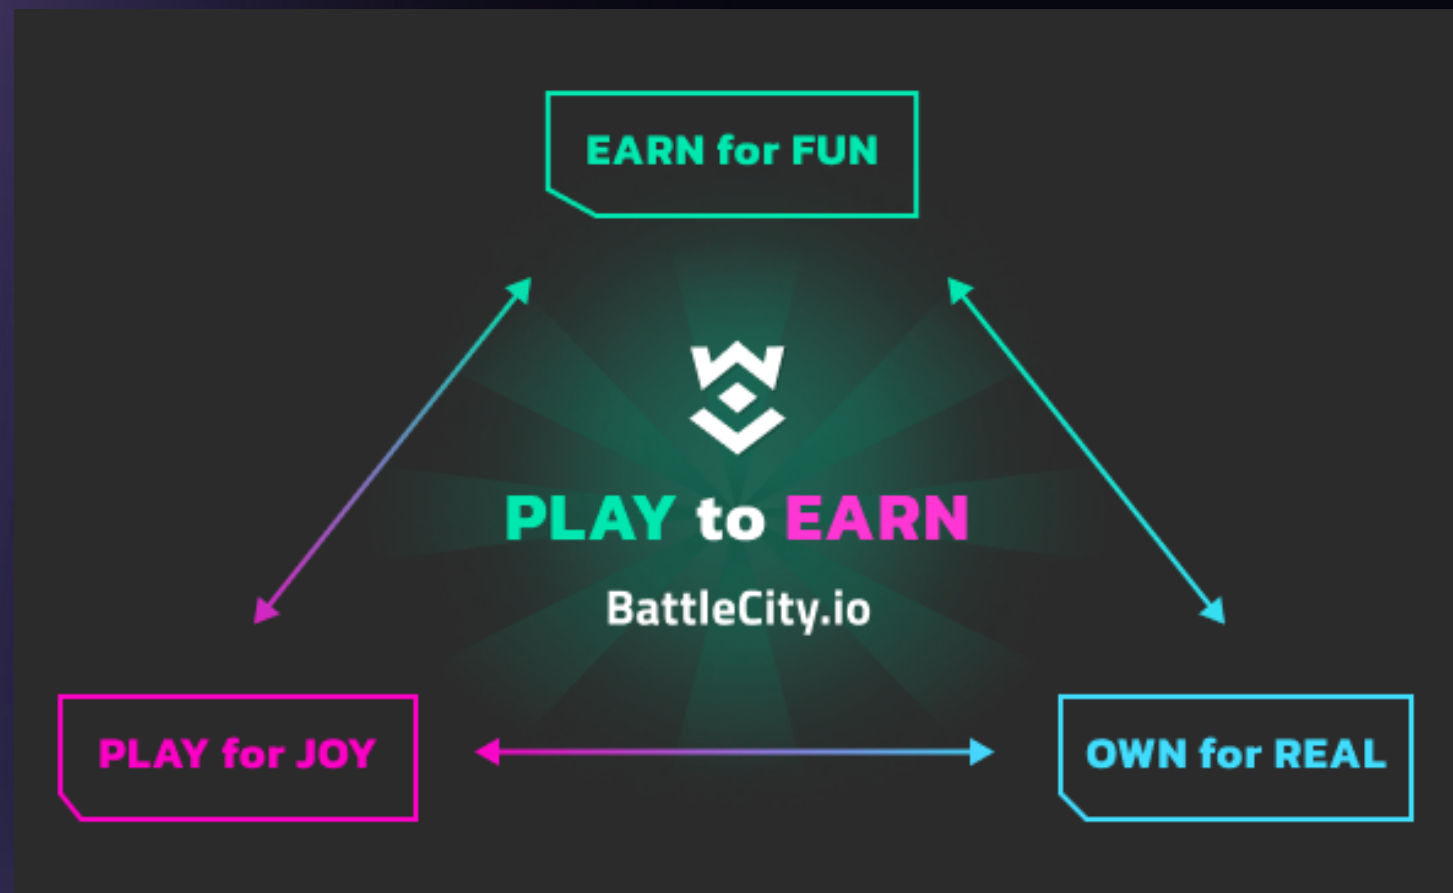 EARN for FUN
PLAY to EARN
BattleCity.io
PLAY for JOY
OWN for REAL